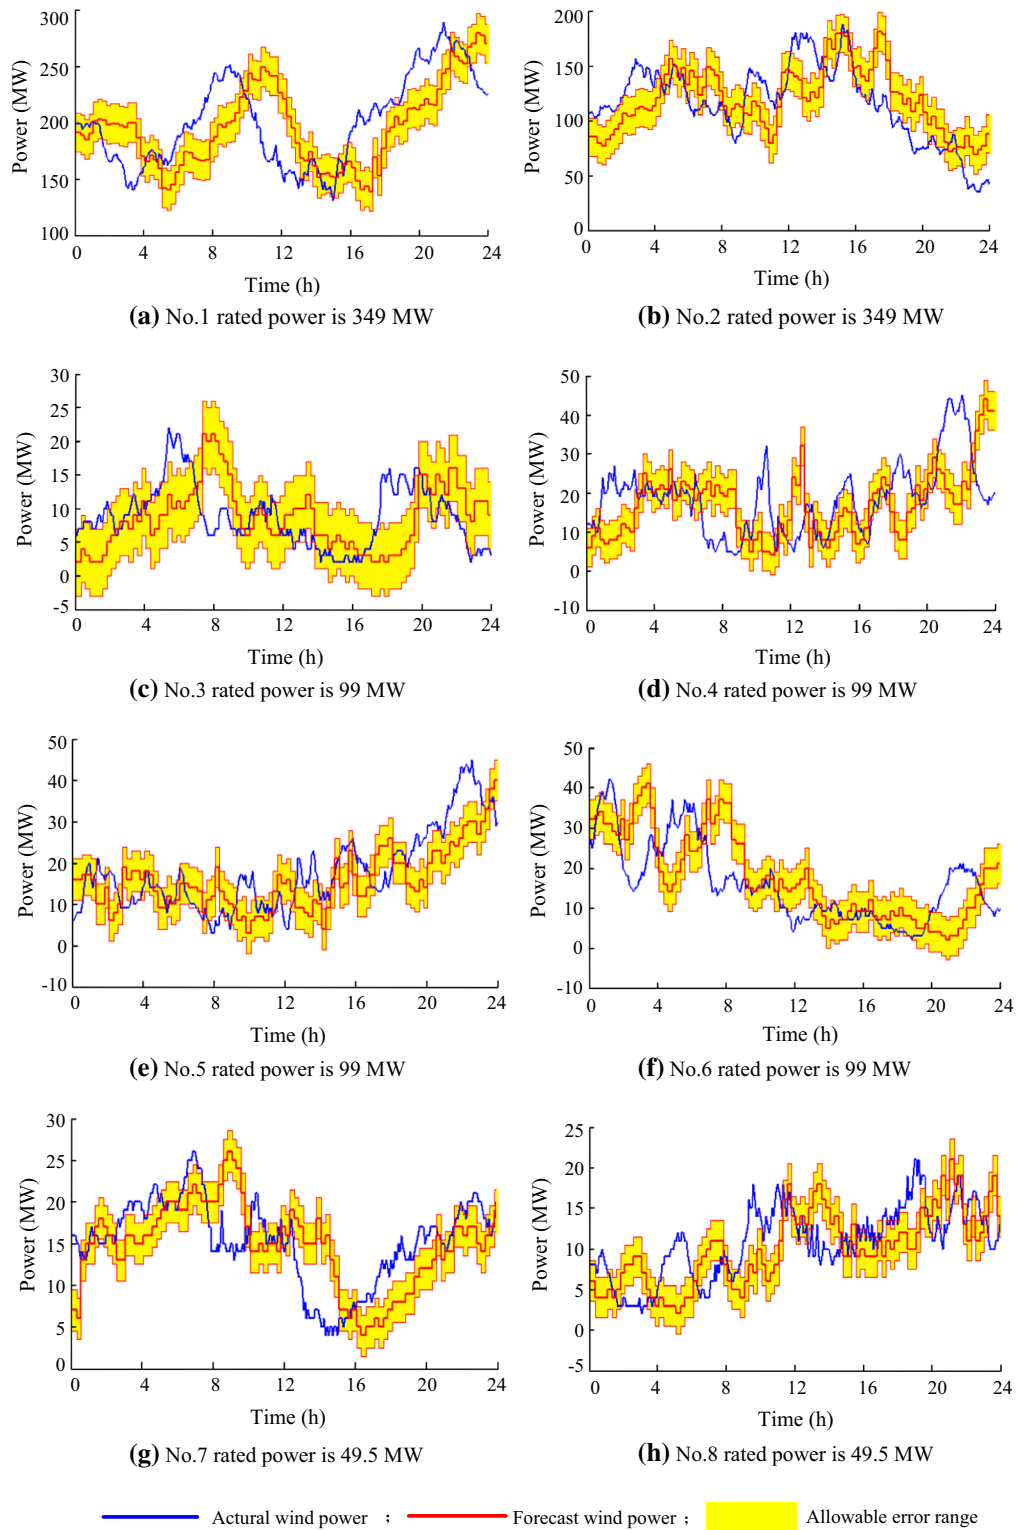 300
250
200
150
100
Power (MW)
0 4 8 12 16 20 24
Time (h)
(a) No.1 rated power is 349 MW
200
150
100
50
0
Power (MW)
0 4 8 12 16 20 24
Time (h)
(b) No.2 rated power is 349 MW
30
25
20
15
10
5
0
-5
Power (MW)
0 4 8 12 16 20 24
Time (h)
(c) No.3 rated power is 99 MW
50
40
30
20
10
0
-10
Power (MW)
0 4 8 12 16 20 24
Time (h)
(d) No.4 rated power is 99 MW
50
40
30
20
10
0
-10
Power (MW)
0 4 8 12 16 20 24
Time (h)
(e) No.5 rated power is 99 MW
50
40
30
20
10
0
-10
Power (MW)
0 4 8 12 16 20 24
Time (h)
(f) No.6 rated power is 99 MW
30
25
20
15
10
5
0
Power (MW)
0 4 8 12 16 20 24
Time (h)
(g) No.7 rated power is 49.5 MW
25
20
15
10
5
0
-5
Power (MW)
0 4 8 12 16 20 24
Time (h)
(h) No.8 rated power is 49.5 MW
Actural wind power ; Forecast wind power ; Allowable error range